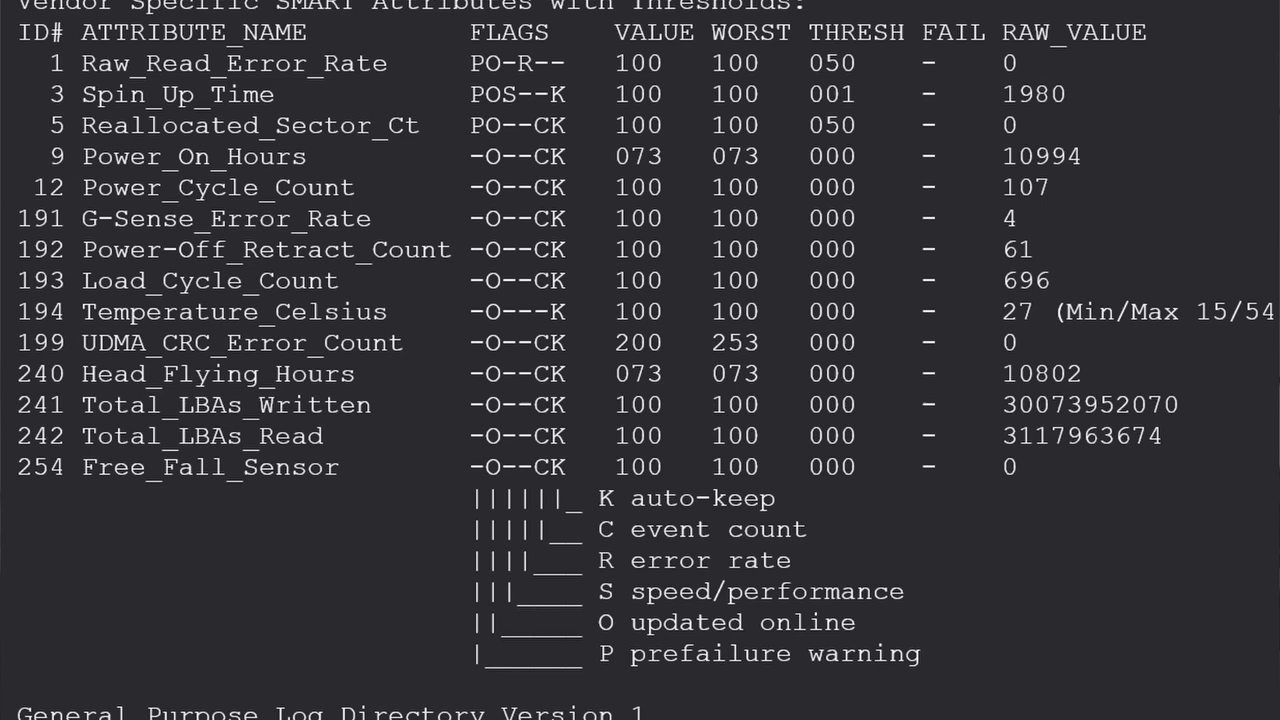 Vendor Specific SMART Attributes with Thresholds:
ID# ATTRIBUTE_NAME          FLAGS    VALUE WORST THRESH FAIL RAW_VALUE
  1 Raw_Read_Error_Rate     PO-R--   100   100   050    -    0
  3 Spin_Up_Time            POS--K   100   100   001    -    1980
  5 Reallocated_Sector_Ct   PO--CK   100   100   050    -    0
  9 Power_On_Hours          -O--CK   073   073   000    -    10994
 12 Power_Cycle_Count       -O--CK   100   100   000    -    107
191 G-Sense_Error_Rate      -O--CK   100   100   000    -    4
192 Power-Off_Retract_Count -O--CK   100   100   000    -    61
193 Load_Cycle_Count        -O--CK   100   100   000    -    696
194 Temperature_Celsius     -O---K   100   100   000    -    27 (Min/Max 15/54
199 UDMA_CRC_Error_Count    -O--CK   200   253   000    -    0
240 Head_Flying_Hours       -O--CK   073   073   000    -    10802
241 Total_LBAs_Written      -O--CK   100   100   000    -    30073952070
242 Total_LBAs_Read         -O--CK   100   100   000    -    3117963674
254 Free_Fall_Sensor        -O--CK   100   100   000    -    0
                            ||||||_ K auto-keep
                            |||||__ C event count
                            ||||___ R error rate
                            |||____ S speed/performance
                            ||_____ O updated online
                            |______ P prefailure warning
General Purpose Log Directory Version 1